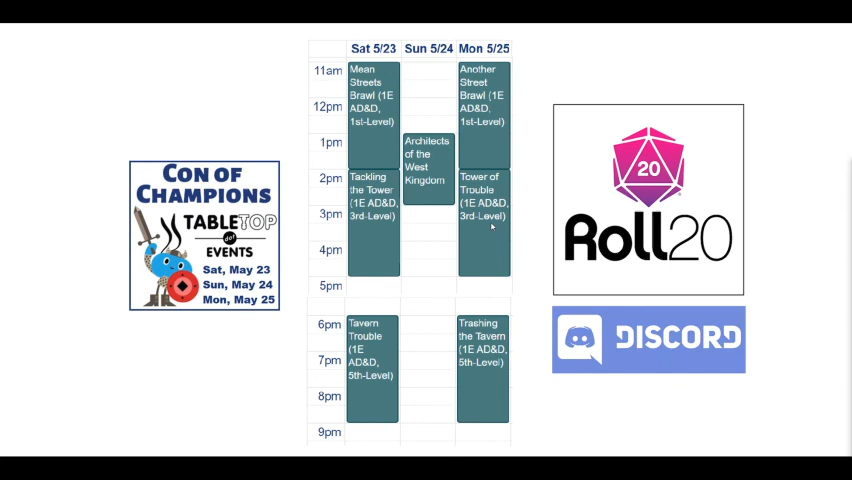 CON OF
CHAMPIONS
TABLETOP
dot
EVENTS
Sat, May 23
Sun, May 24
Mon, May 25
Sat 5/23 Sun 5/24 Mon 5/25
11am
12pm
1pm
2pm
3pm
4pm
5pm
6pm
7pm
8pm
9pm
Mean
Streets
Brawl (1E
AD&D,
1st-Level)
Tackling
the Tower
(1E AD&D,
3rd-Level)
Tavern
Trouble
(1E
AD&D,
5th-Level)
Architects
of the
West
Kingdom
Another
Street
Brawl (1E
AD&D,
1st-Level)
Tower of
Trouble
(1E AD&D,
3rd-Level)
Trashing
the Tavern
(1E AD&D,
5th-Level)
20
Roll20
DISCORD